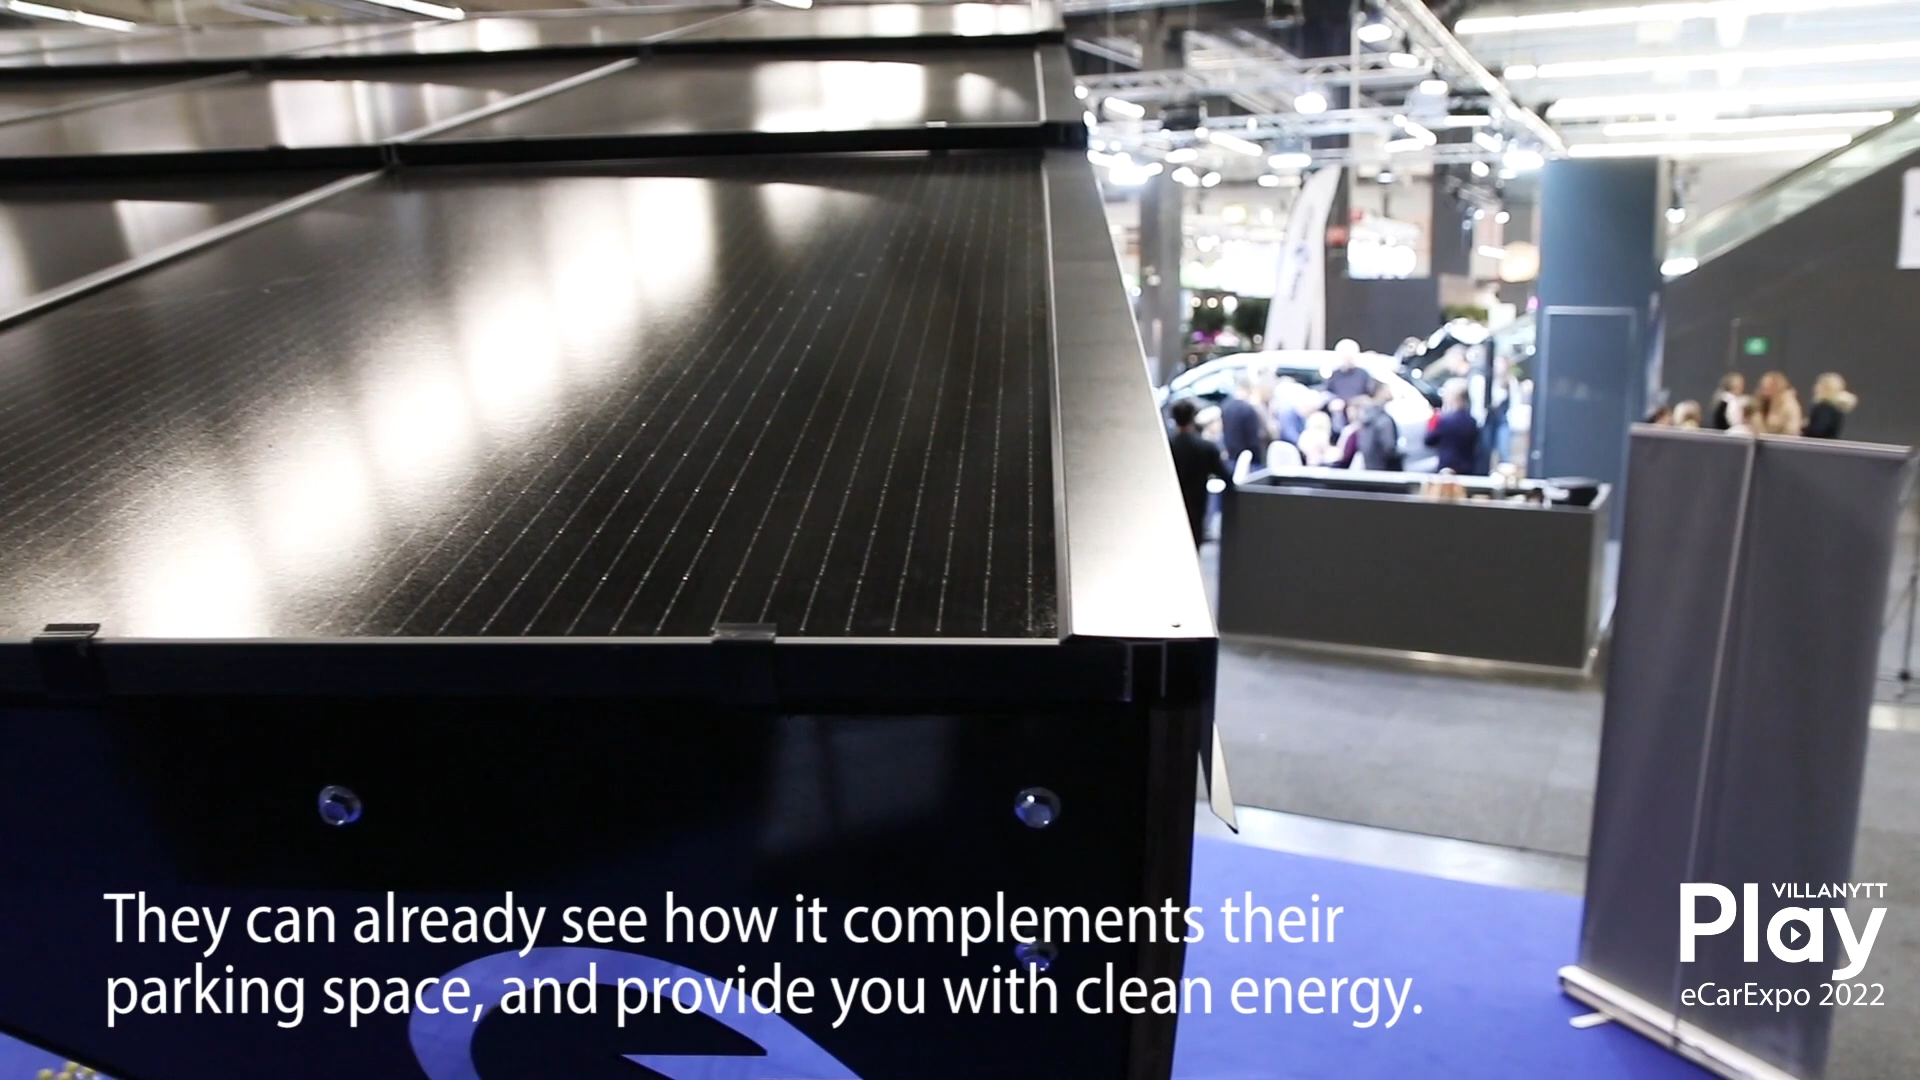 They can already see how it complements their
parking space, and provide you with clean energy.
VILLANYTT
Play
eCarExpo 2022